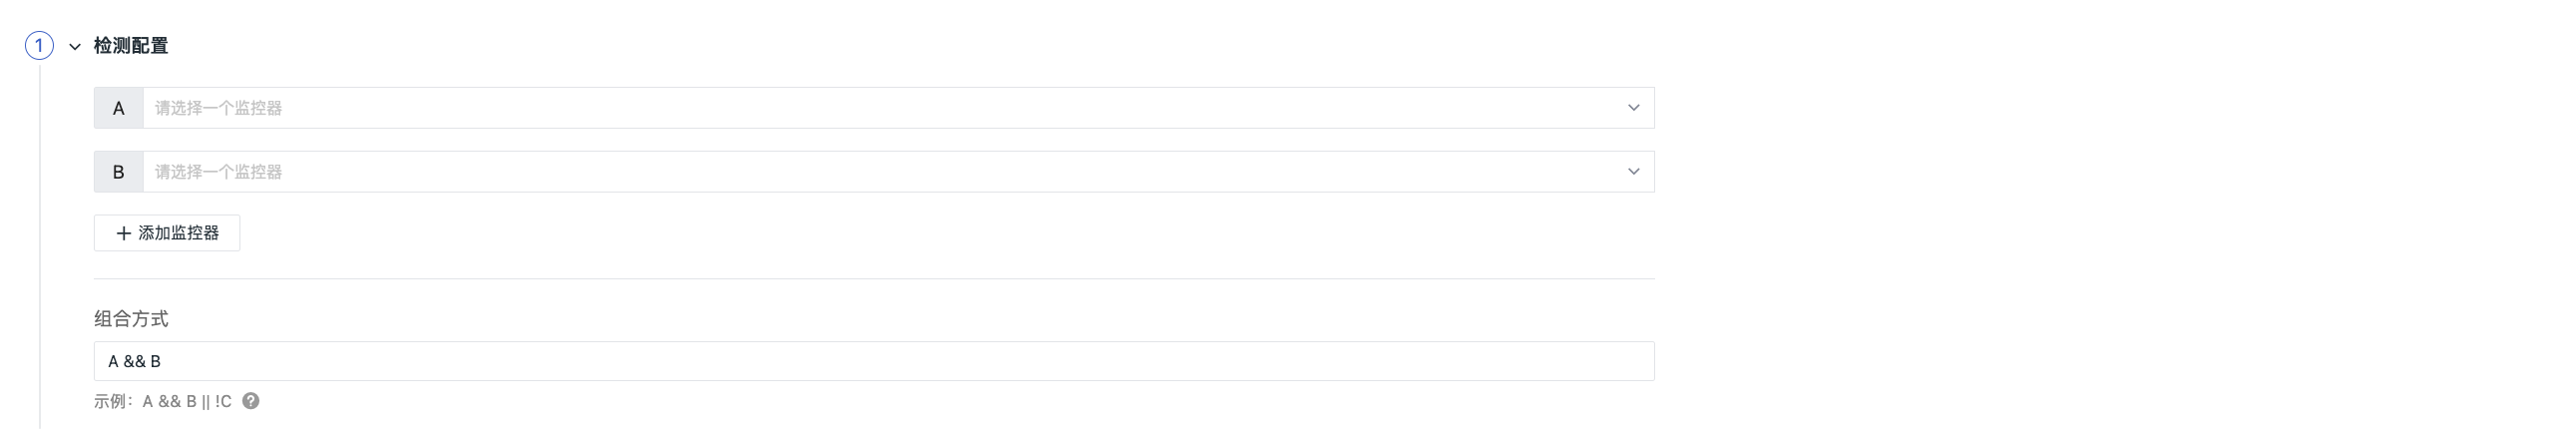 1 检测配置
A 请选择一个监控器
B 请选择一个监控器
+ 添加监控器
组合方式
A && B
示例：A && B || !C ?